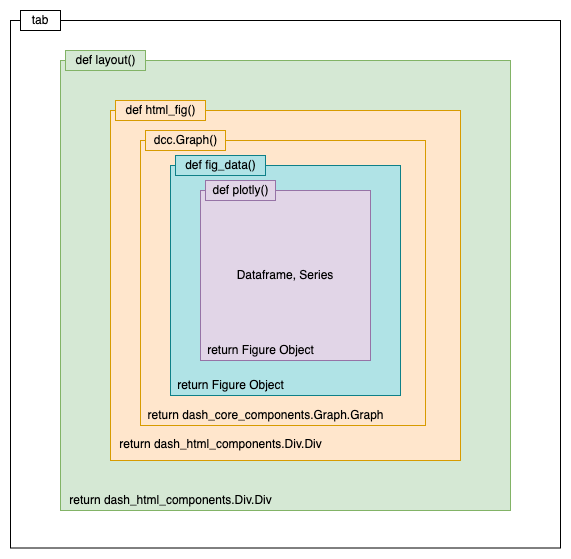 tab
def layout()
def html_fig()
dcc.Graph()
def fig_data()
def plotly()
Dataframe, Series
return Figure Object
return Figure Object
return dash_core_components.Graph.Graph
return dash_html_components.Div.Div
return dash_html_components.Div.Div